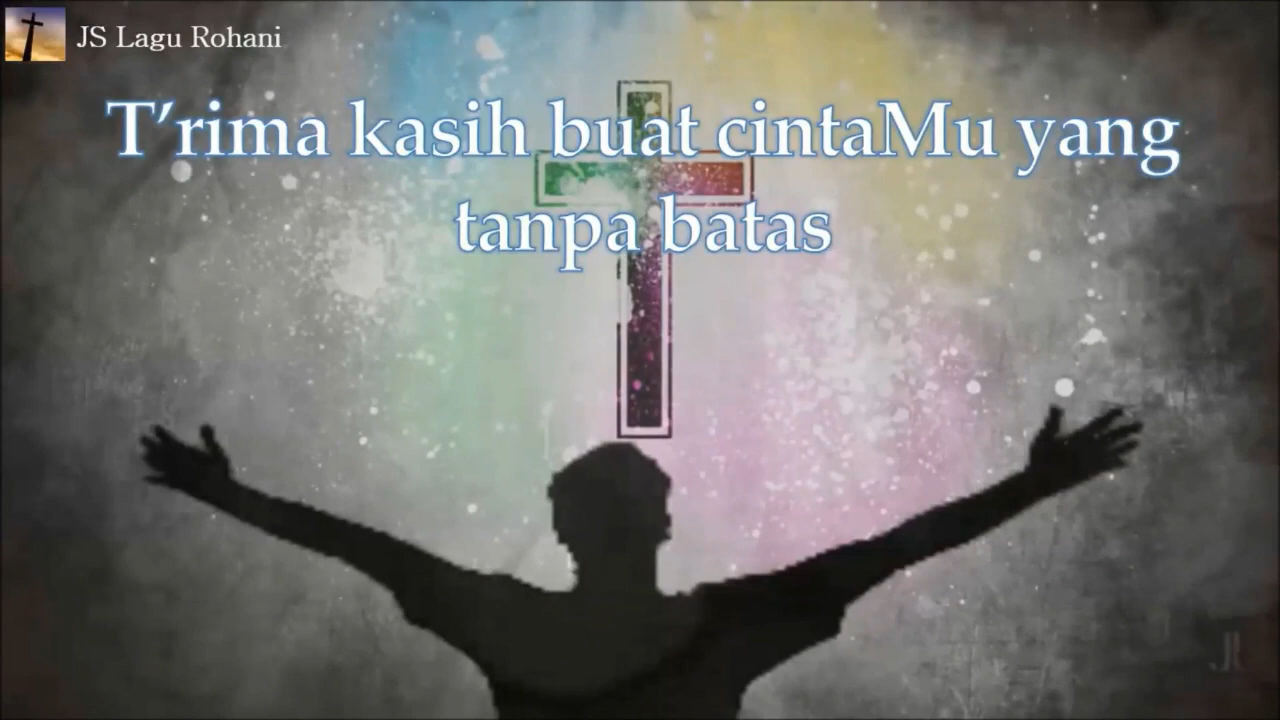 JS Lagu Rohani
T’rima kasih buat cintaMu yang
tanpa batas